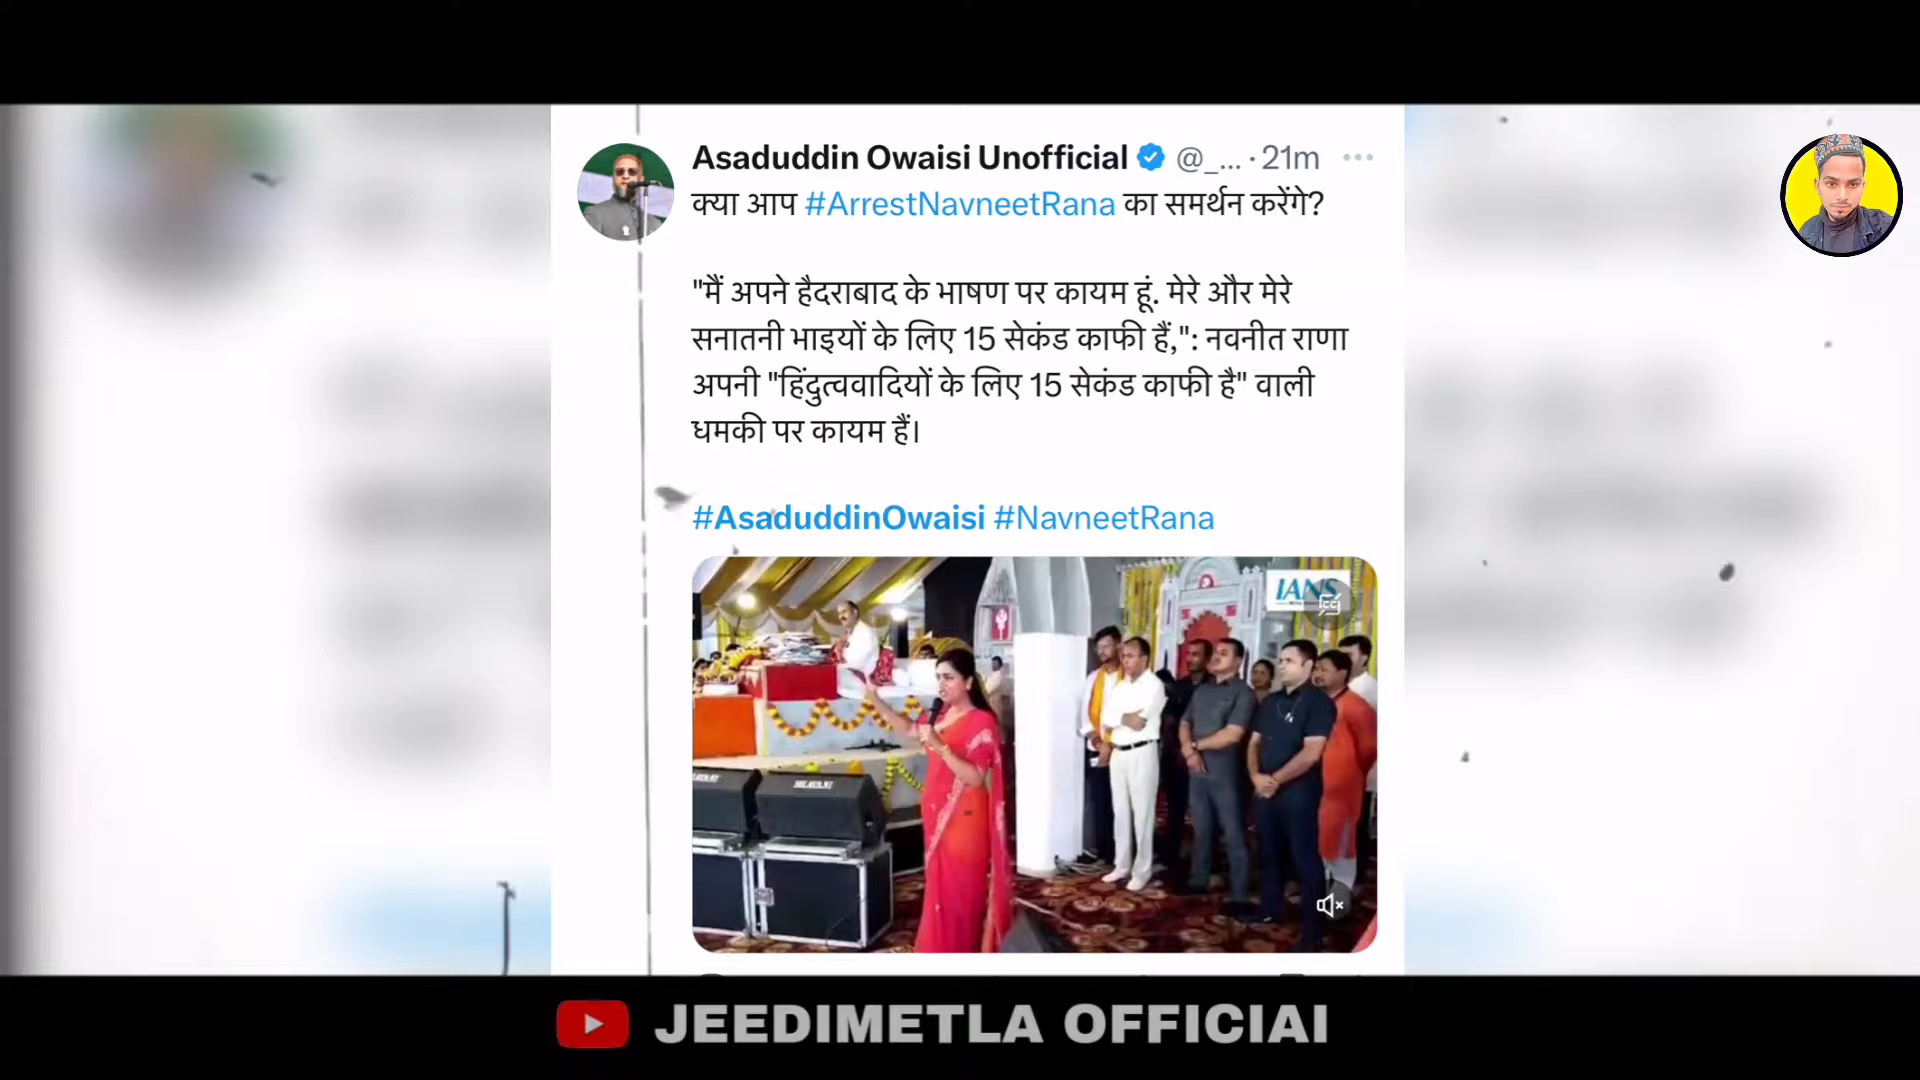 Asaduddin Owaisi Unofficial @_... · 21m
क्या आप #ArrestNavneetRana का समर्थन करेंगे?
"मैं अपने हैदराबाद के भाषण पर कायम हूं. मेरे और मेरे
सनातनी भाइयों के लिए 15 सेकंड काफी हैं,": नवनीत राणा
अपनी "हिंदुत्ववादियों के लिए 15 सेकंड काफी है" वाली
धमकी पर कायम हैं।
#AsaduddinOwaisi #NavneetRana
IANS
JEEDIMETLA OFFICIAI